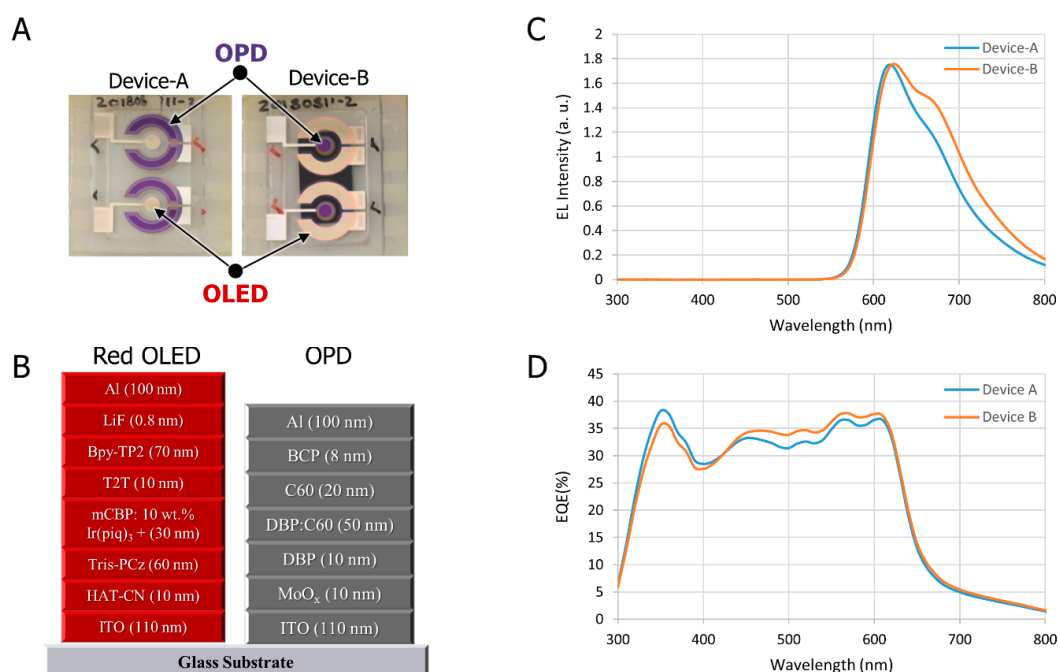 A
OPD
Device-A
Device-B
20180811-2
OLED
B
Red OLED
OPD
Al (100 nm)
LiF (0.8 nm)
Bpy-TP2 (70 nm)
T2T (10 nm)
mCBP: 10 wt.%
Ir(piq)₃ + (30 nm)
Tris-PCz (60 nm)
HAT-CN (10 nm)
ITO (110 nm)
Al (100 nm)
BCP (8 nm)
C60 (20 nm)
DBP:C60 (50 nm)
DBP (10 nm)
MoOₓ (10 nm)
ITO (110 nm)
Glass Substrate
C
EL Intensity (a. u.)
2
1.8
1.6
1.4
1.2
1
0.8
0.6
0.4
0.2
0
300 400 500 600 700 800
Wavelength (nm)
Device-A
Device-B
D
EQE(%)
45
40
35
30
25
20
15
10
5
0
300 400 500 600 700 800
Wavelength (nm)
Device A
Device B